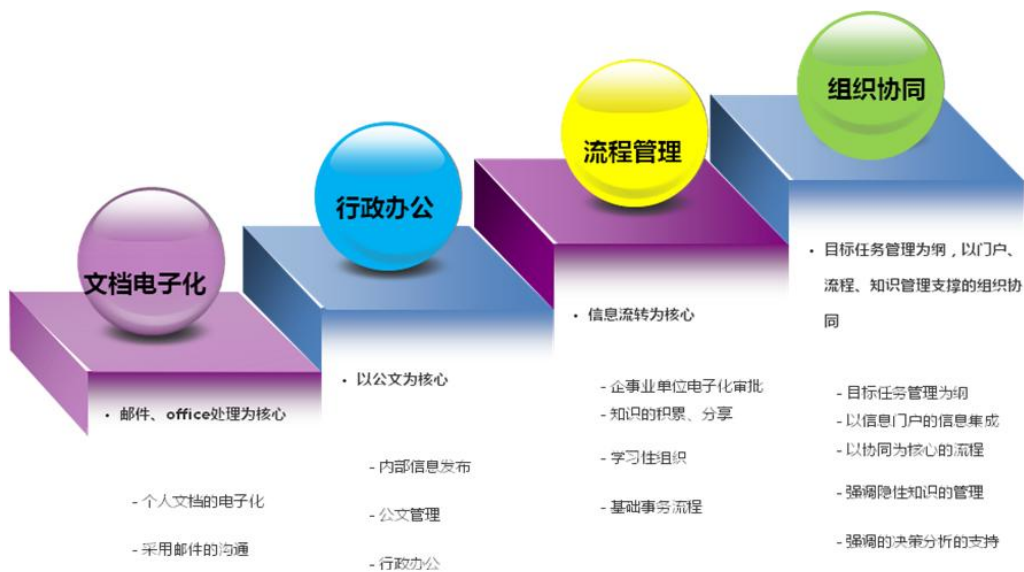 文档电子化
• 邮件、office处理为核心
- 个人文档的电子化
- 采用邮件的沟通
行政办公
• 以公文为核心
- 内部信息发布
- 公文管理
- 行政办公
流程管理
• 信息流转为核心
- 企事业单位电子化审批
- 知识的积累、分享
- 学习性组织
- 基础事务流程
组织协同
• 目标任务管理为纲，以门户、
流程、知识管理支撑的组织协
同
- 目标任务管理为纲
- 以信息门户的信息集成
- 以协同为核心的流程
- 强调隐性知识的管理
- 强调的决策分析的支持